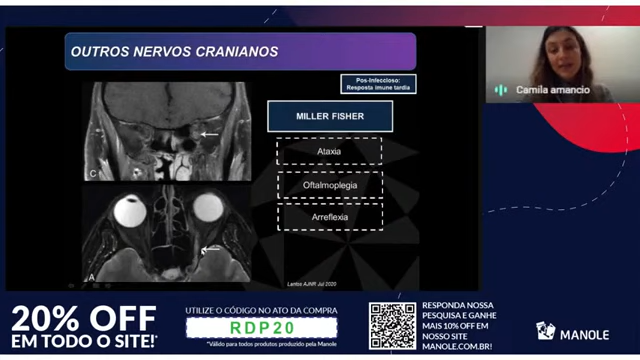 OUTROS NERVOS CRANIANOS
Pos-Infeccioso:
Resposta imune tardia
MILLER FISHER
Ataxia
Oftalmoplegia
Arreflexia
C
A
Lantos AJNR Jul 2020
Camila amancio
MANOLE
20% OFF
EM TODO O SITE!*
UTILIZE O CÓDIGO NO ATO DA COMPRA
RDP20
*Válido para todos produtos produzido pela Manole
RESPONDA NOSSA
PESQUISA E GANHE
MAIS 10% OFF EM
NOSSO SITE
MANOLE.COM.BR!
MANOLE